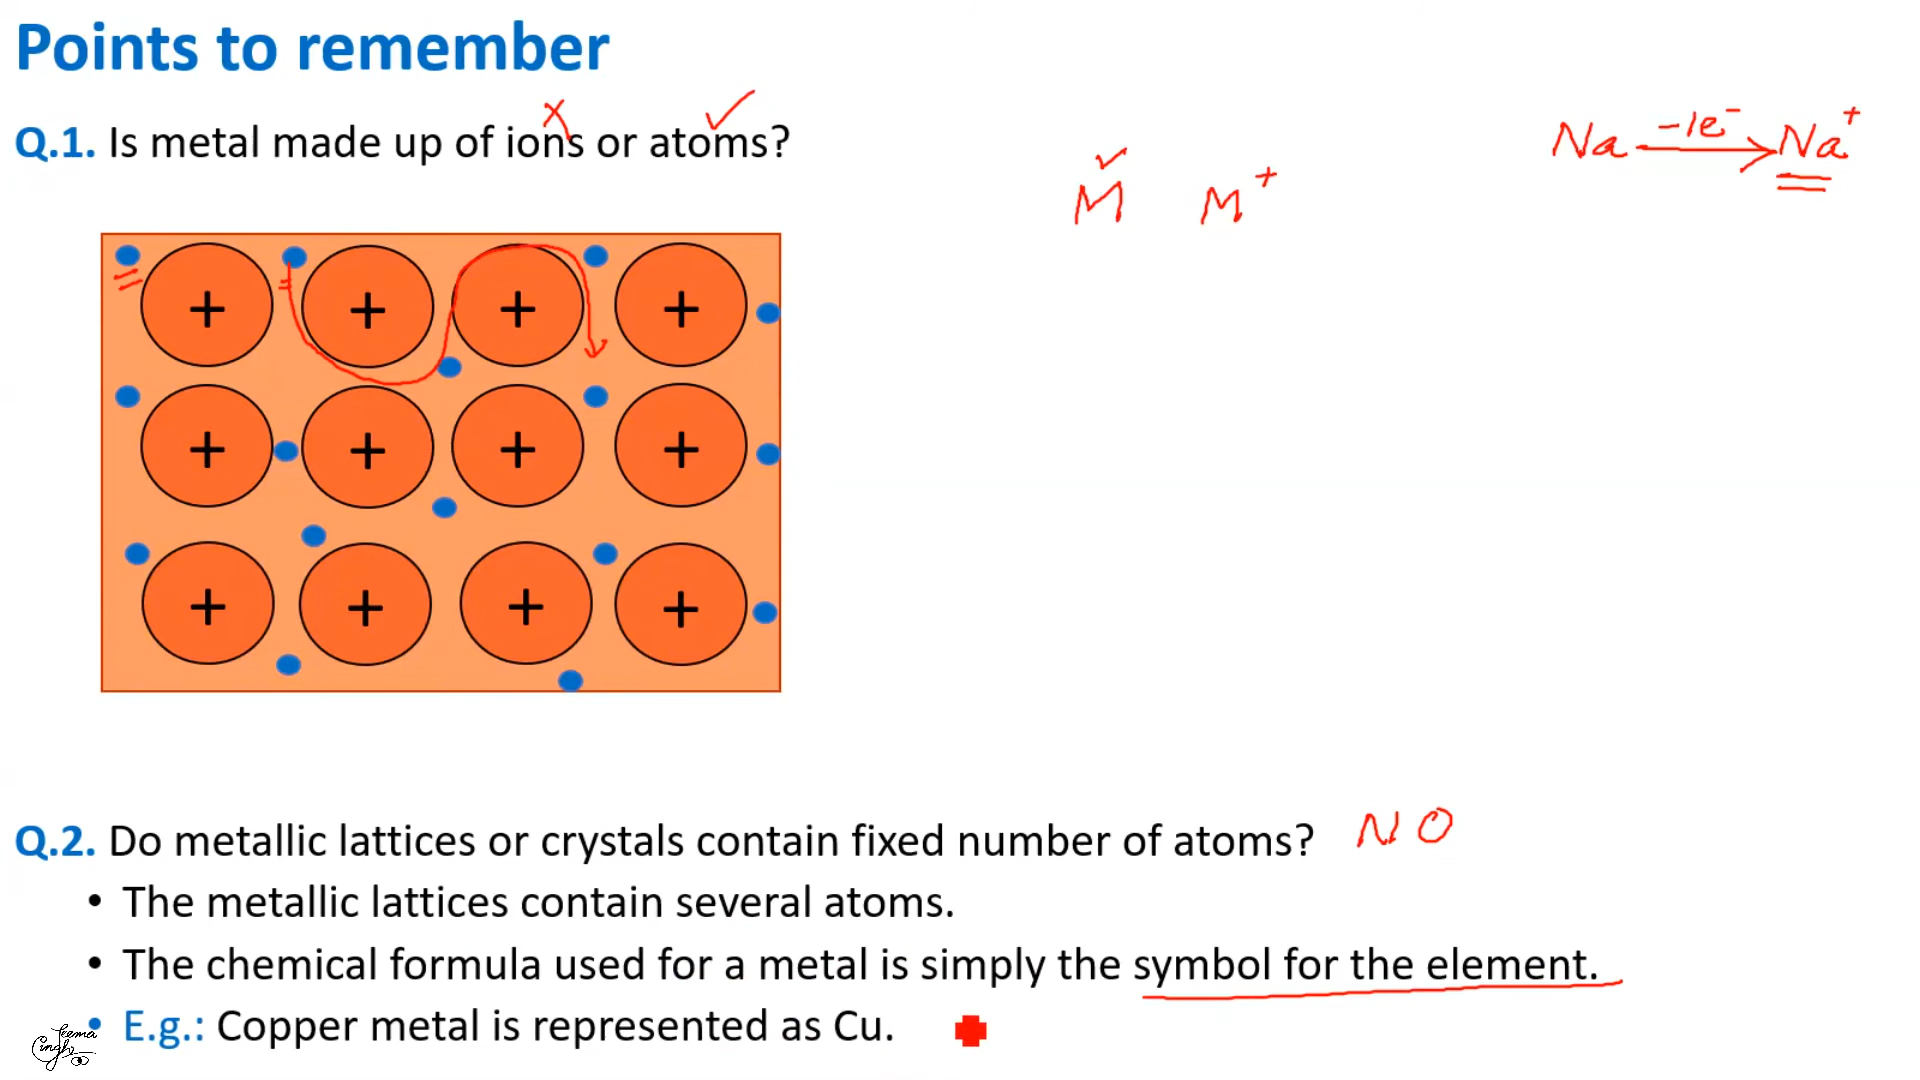 Points to remember
Q.1. Is metal made up of ions or atoms?
Na -1e⁻ → Na⁺
M M⁺
+ + + +
+ + + +
+ + + +
Q.2. Do metallic lattices or crystals contain fixed number of atoms? NO
• The metallic lattices contain several atoms.
• The chemical formula used for a metal is simply the symbol for the element.
• E.g.: Copper metal is represented as Cu.